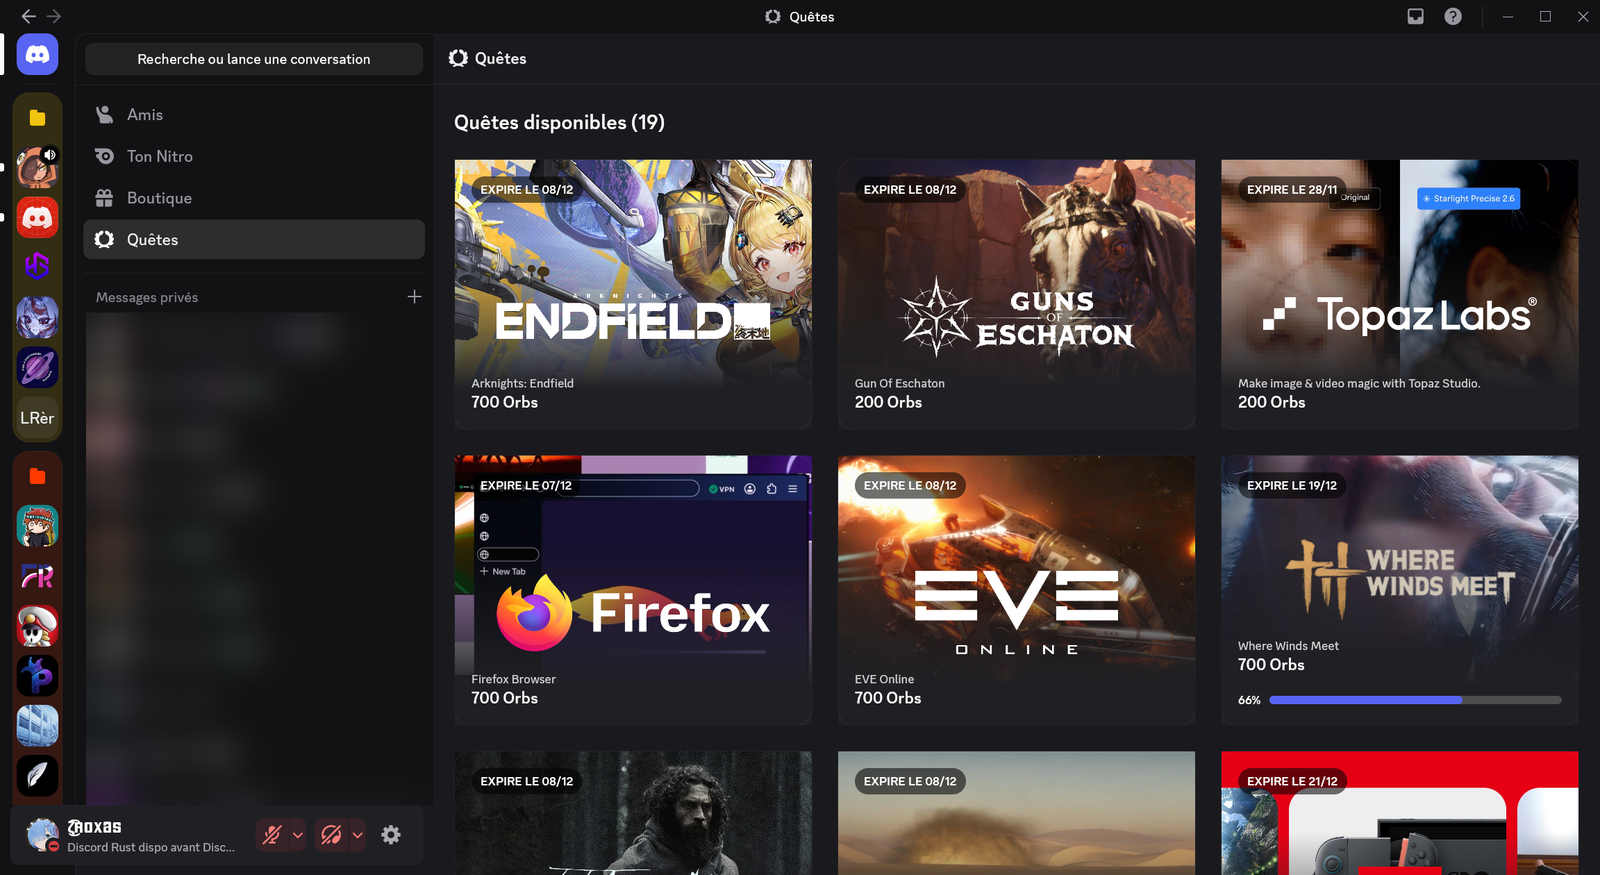 Quêtes
Recherche ou lance une conversation
Quêtes
Amis
Ton Nitro
Boutique
Quêtes
Messages privés
LRèr
Roxas
Discord Rust dispo avant Disc...
Quêtes disponibles (19)
EXPIRE LE 08/12
ARKNIGHTS
ENDFIELD
終末地
Arknights: Endfield
700 Orbs
EXPIRE LE 08/12
GUNS
OF
ESCHATON
Gun Of Eschaton
200 Orbs
EXPIRE LE 28/11
Original
Starlight Precise 2.6
Topaz Labs®
Make image & video magic with Topaz Studio.
200 Orbs
EXPIRE LE 07/12
VPN
New Tab
Firefox
Firefox Browser
700 Orbs
EXPIRE LE 08/12
EVE
ONLINE
EVE Online
700 Orbs
EXPIRE LE 19/12
WHERE
WINDS MEET
Where Winds Meet
700 Orbs
66%
EXPIRE LE 08/12
EXPIRE LE 08/12
EXPIRE LE 21/12